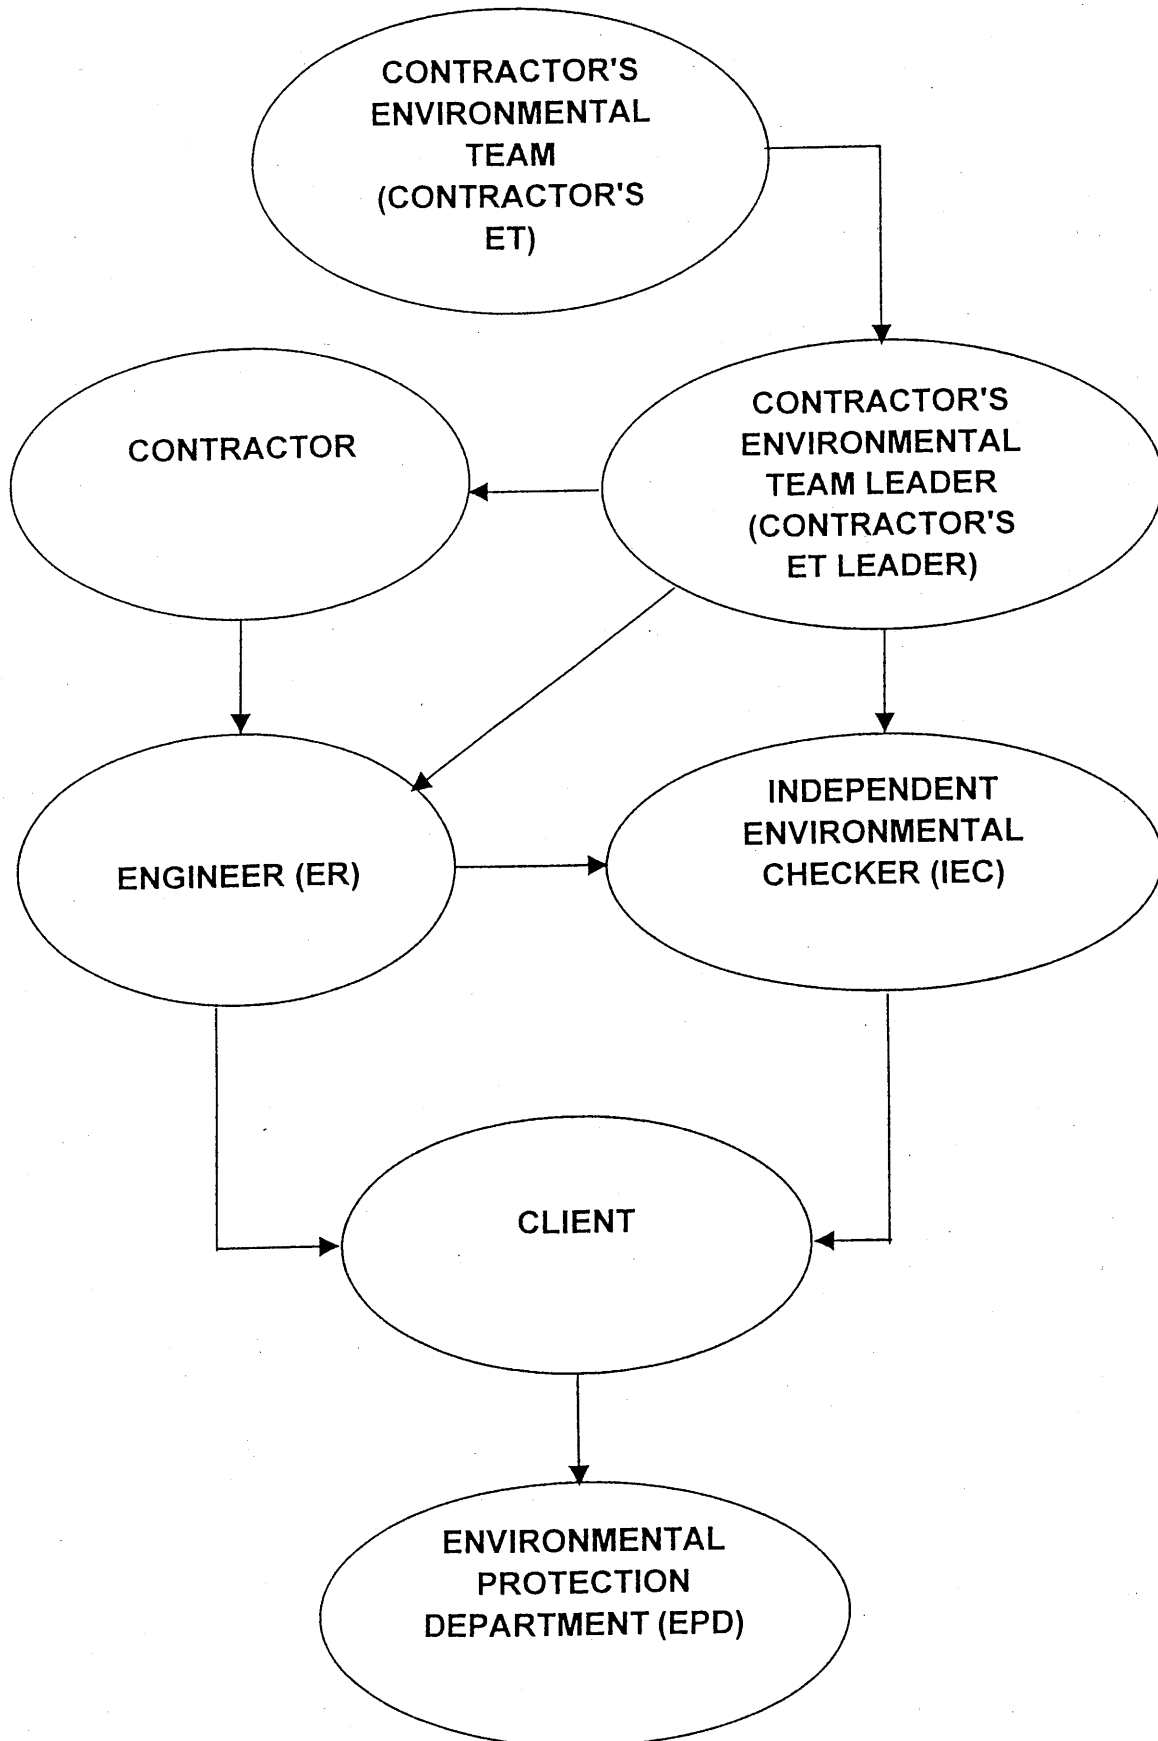 CONTRACTOR'S
ENVIRONMENTAL
TEAM
(CONTRACTOR'S
ET)
CONTRACTOR
CONTRACTOR'S
ENVIRONMENTAL
TEAM LEADER
(CONTRACTOR'S
ET LEADER)
ENGINEER (ER)
INDEPENDENT
ENVIRONMENTAL
CHECKER (IEC)
CLIENT
ENVIRONMENTAL
PROTECTION
DEPARTMENT (EPD)